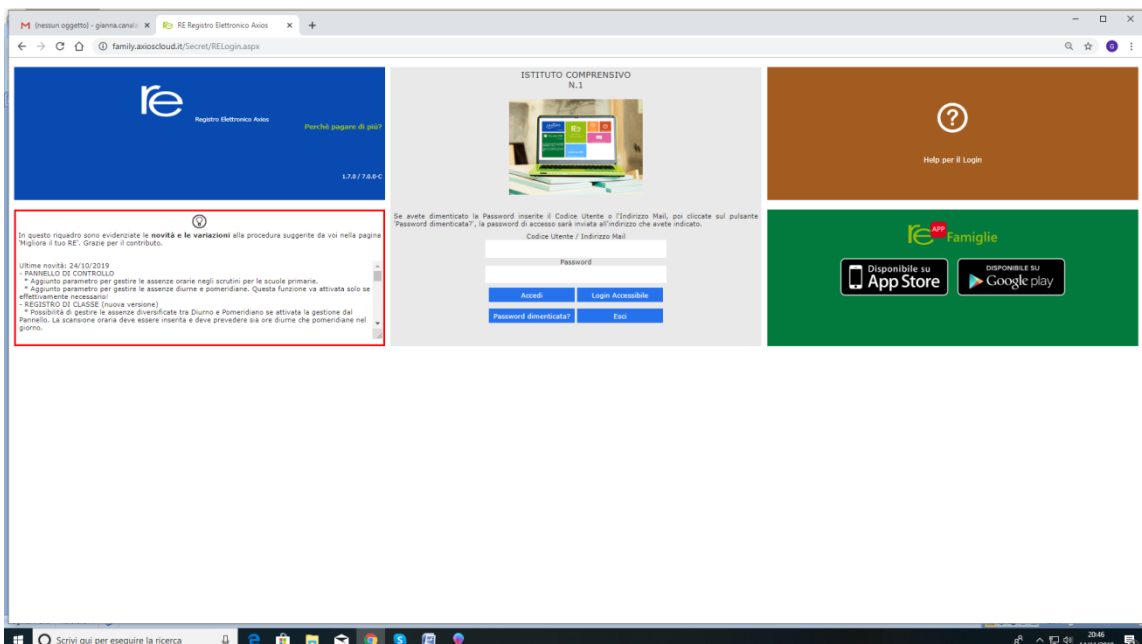 (nessun oggetto) - gianna.canal
RE Registro Elettronico Axios
family.axioscloud.it/Secret/RELogin.aspx
G
re
Registro Elettronico Axios
Perchè pagare di più?
1.7.0 / 7.0.0-C
In questo riquadro sono evidenziate le novità e le variazioni alla procedura suggerite da voi nella pagina
'Migliora il tuo RE'. Grazie per il contributo.
Ultime novità: 24/10/2019
- PANNELLO DI CONTROLLO
* Aggiunto parametro per gestire le assenze orarie negli scrutini per le scuole primarie.
* Aggiunto parametro per gestire le assenze diurne e pomeridiane. Questa funzione va attivata solo se
effettivamente necessario!
- REGISTRO DI CLASSE (nuova versione)
* Possibilità di gestire le assenze diversificate tra Diurno e Pomeridiano se attivata la gestione dal
Pannello. La scansione oraria deve essere inserita e deve prevedere sia ore diurne che pomeridiane nel
giorno.
ISTITUTO COMPRENSIVO
N.1
Se avete dimenticato la Password inserite il Codice Utente o l'Indirizzo Mail, poi cliccate sul pulsante
'Password dimenticata?', la password di accesso sarà inviata all'indirizzo che avete indicato.
Codice Utente / Indirizzo Mail
Password
Accedi
Login Accessibile
Password dimenticata?
Esci
Help per il Login
re APP Famiglie
Disponibile su
App Store
DISPONIBILE SU
Google play
Scrivi qui per eseguire la ricerca
20:46